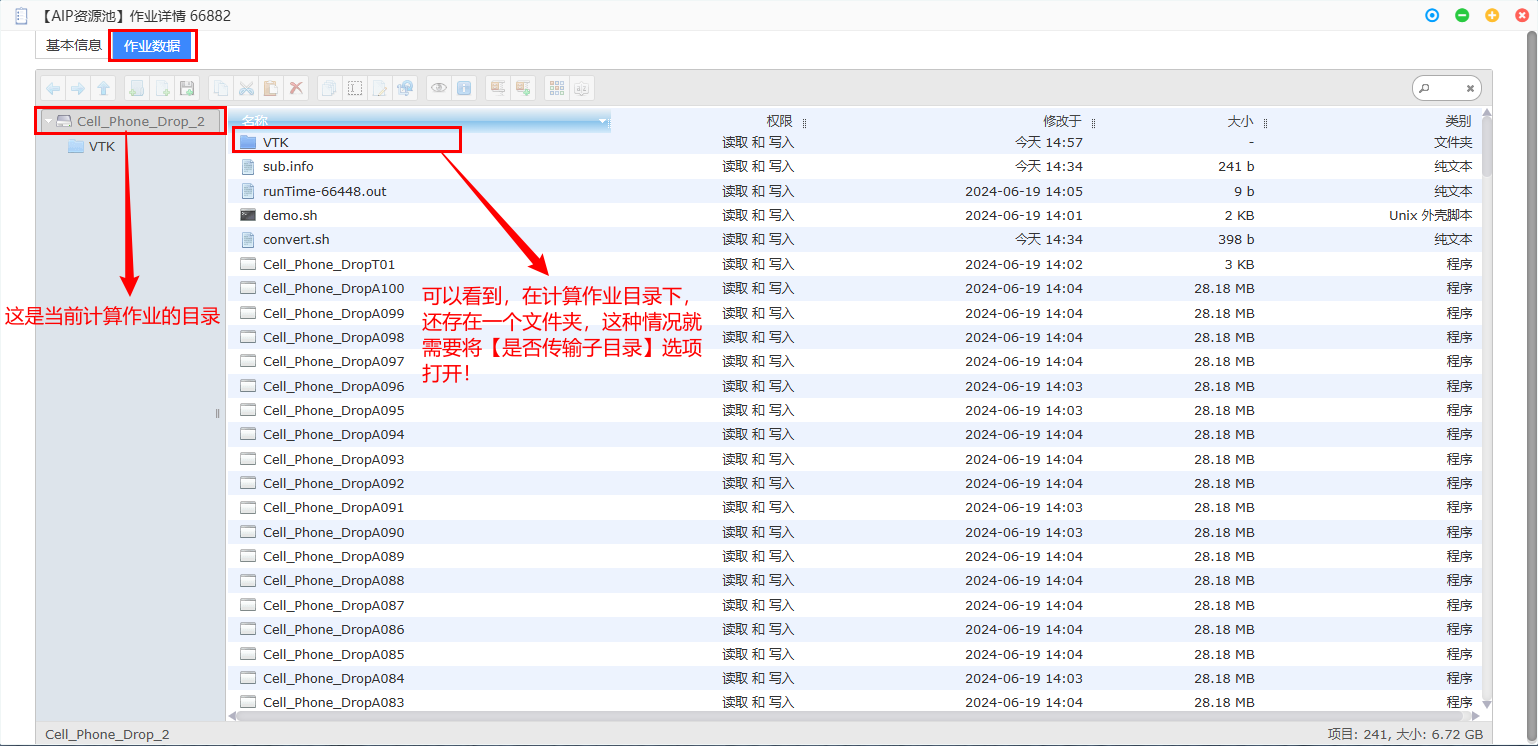 【AIP资源池】作业详情 66882
基本信息 作业数据
Cell_Phone_Drop_2
VTK
名称 权限 修改于 大小 类别
VTK 读取 和 写入 今天 14:57 - 文件夹
sub.info 读取 和 写入 今天 14:34 241 b 纯文本
runTime-66448.out 读取 和 写入 2024-06-19 14:05 9 b 纯文本
demo.sh 读取 和 写入 2024-06-19 14:01 2 KB Unix 外壳脚本
convert.sh 读取 和 写入 今天 14:34 398 b 纯文本
Cell_Phone_DropT01 读取 和 写入 2024-06-19 14:02 3 KB 程序
Cell_Phone_DropA100 读取 和 写入 2024-06-19 14:04 28.18 MB 程序
Cell_Phone_DropA099 读取 和 写入 2024-06-19 14:04 28.18 MB 程序
Cell_Phone_DropA098 读取 和 写入 2024-06-19 14:04 28.18 MB 程序
Cell_Phone_DropA097 读取 和 写入 2024-06-19 14:04 28.18 MB 程序
Cell_Phone_DropA096 读取 和 写入 2024-06-19 14:03 28.18 MB 程序
Cell_Phone_DropA095 读取 和 写入 2024-06-19 14:03 28.18 MB 程序
Cell_Phone_DropA094 读取 和 写入 2024-06-19 14:04 28.18 MB 程序
Cell_Phone_DropA093 读取 和 写入 2024-06-19 14:04 28.18 MB 程序
Cell_Phone_DropA092 读取 和 写入 2024-06-19 14:04 28.18 MB 程序
Cell_Phone_DropA091 读取 和 写入 2024-06-19 14:03 28.18 MB 程序
Cell_Phone_DropA090 读取 和 写入 2024-06-19 14:03 28.18 MB 程序
Cell_Phone_DropA089 读取 和 写入 2024-06-19 14:04 28.18 MB 程序
Cell_Phone_DropA088 读取 和 写入 2024-06-19 14:04 28.18 MB 程序
Cell_Phone_DropA087 读取 和 写入 2024-06-19 14:04 28.18 MB 程序
Cell_Phone_DropA086 读取 和 写入 2024-06-19 14:04 28.18 MB 程序
Cell_Phone_DropA085 读取 和 写入 2024-06-19 14:04 28.18 MB 程序
Cell_Phone_DropA084 读取 和 写入 2024-06-19 14:03 28.18 MB 程序
Cell_Phone_DropA083 读取 和 写入 2024-06-19 14:04 28.18 MB 程序
这是当前计算作业的目录
可以看到，在计算作业目录下，
还存在一个文件夹，这种情况就
需要将【是否传输子目录】选项
打开！
Cell_Phone_Drop_2 项目: 241, 大小: 6.72 GB